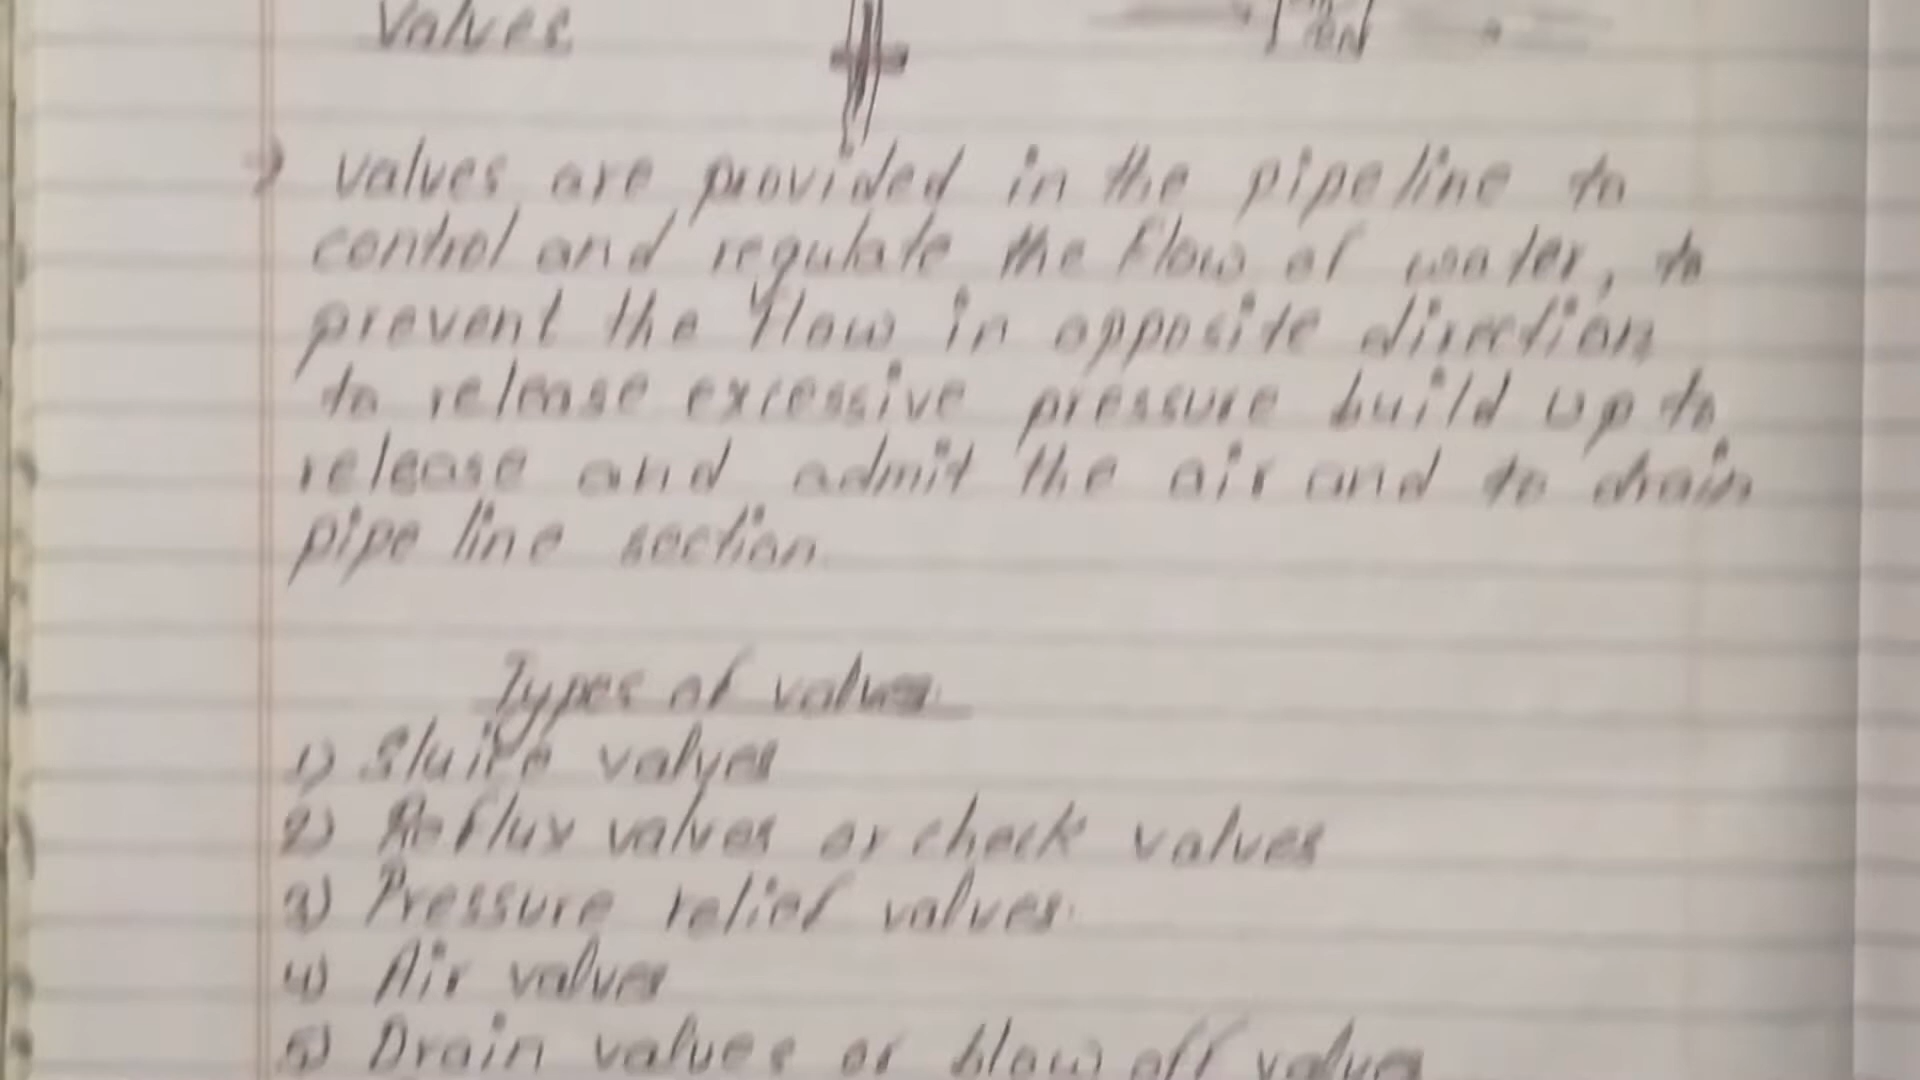 Valves
valves are provided in the pipeline to
control and regulate the flow of water, to
prevent the flow in opposite direction
to release excessive pressure build up to
release and admit the air and to drain
pipe line section
Types of valves
1) Sluice valves
2) Reflux valves or check valves
3) Pressure relief valves
4) Air valves
5) Drain valves or blow off valves